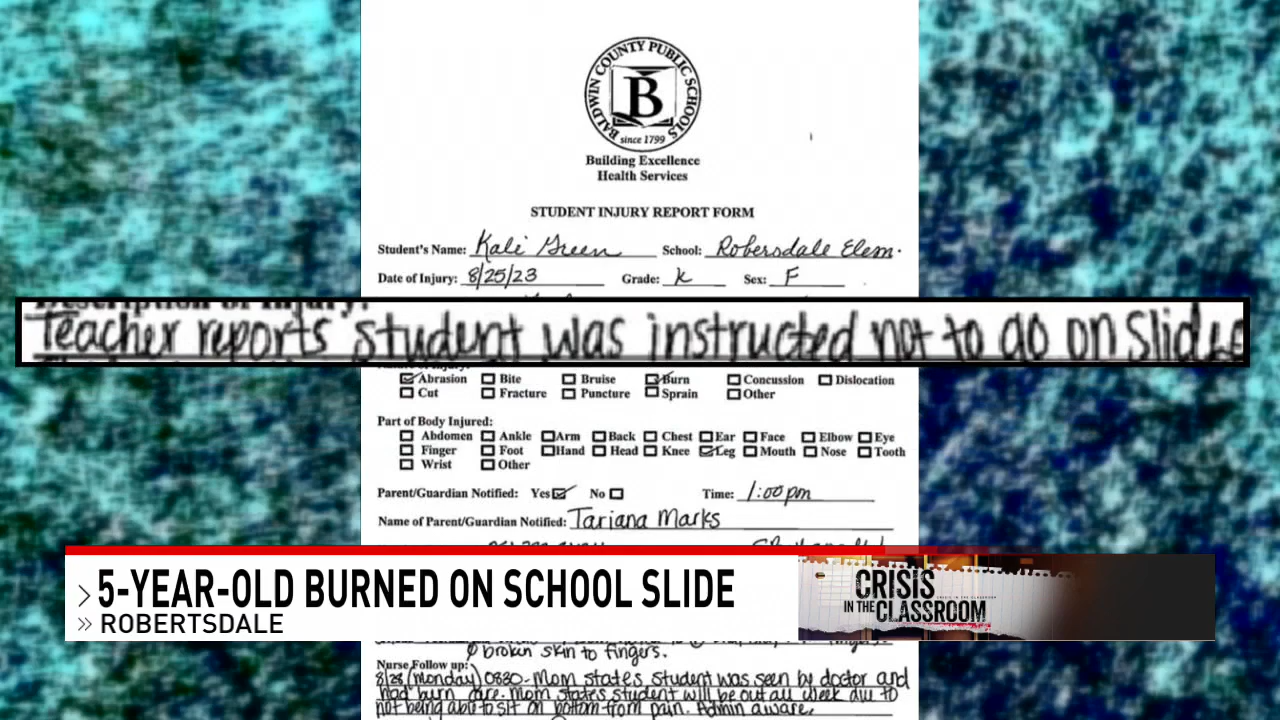 BALDWIN COUNTY PUBLIC SCHOOLS
B
since 1799
Building Excellence
Health Services
STUDENT INJURY REPORT FORM
Student's Name: Kali Green School: Robersdale Elem.
Date of Injury: 8/25/23 Grade: K Sex: F
Description of Injury:
Teacher reports student was instructed not to go on slide
Abrasion Bite Bruise Burn Concussion Dislocation
Cut Fracture Puncture Sprain Other
Part of Body Injured:
Abdomen Ankle Arm Back Chest Ear Face Elbow Eye
Finger Foot Hand Head Knee Leg Mouth Nose Tooth
Wrist Other
Parent/Guardian Notified: Yes No Time: 1:00pm
Name of Parent/Guardian Notified: Tariana Marks
> 5-YEAR-OLD BURNED ON SCHOOL SLIDE
» ROBERTSDALE
CRISIS
IN THE CLASSROOM
brokin skin to fingers.
Nurse Follow up:
8/28 (Monday) 0830- Mom states student was seen by doctor and
had burn care. Mom states student will be out all week due to
not being able to sit on bottom from pain. Admin aware.